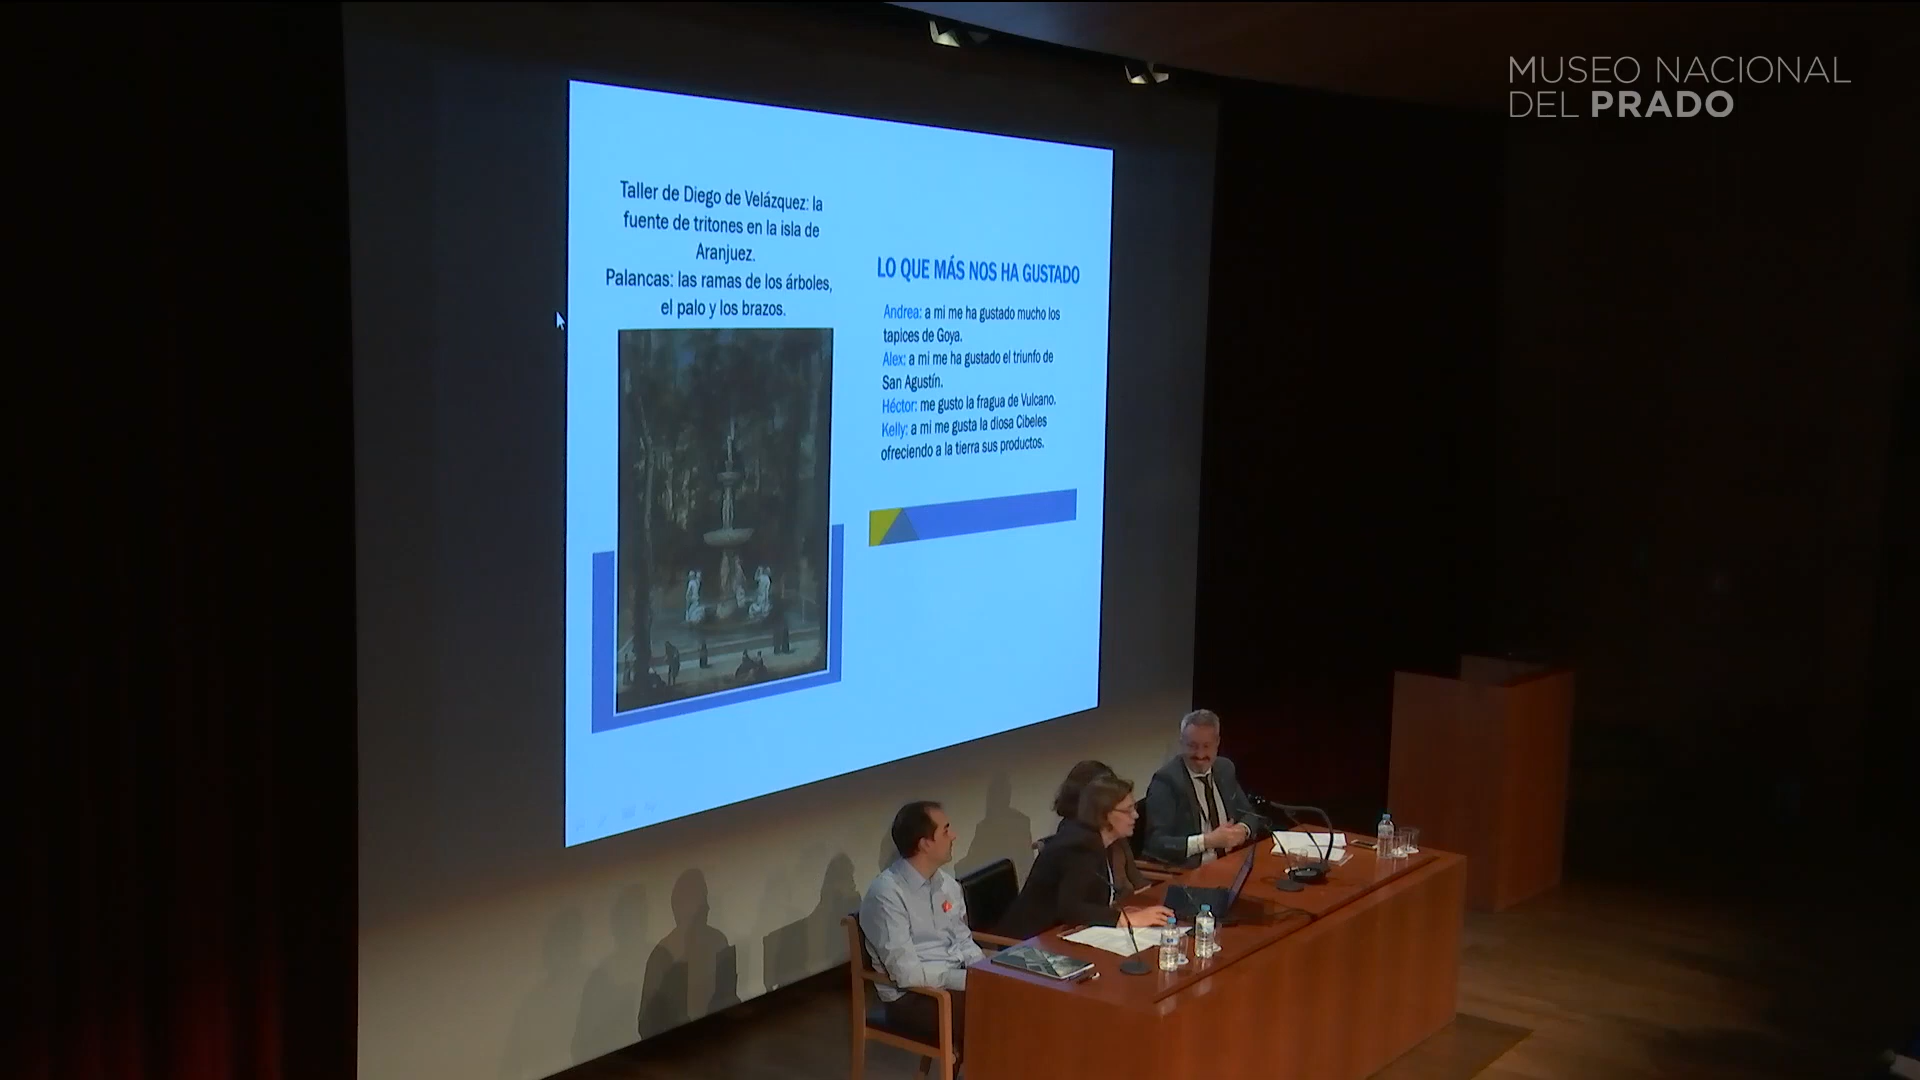 MUSEO NACIONAL
DEL PRADO
Taller de Diego de Velázquez: la
fuente de tritones en la isla de
Aranjuez.
Palancas: las ramas de los árboles,
el palo y los brazos.
LO QUE MÁS NOS HA GUSTADO
Andrea: a mi me ha gustado mucho los
tapices de Goya.
Alex: a mi me ha gustado el triunfo de
San Agustín.
Héctor: me gusto la fragua de Vulcano.
Kelly: a mi me gusta la diosa Cibeles
ofreciendo a la tierra sus productos.